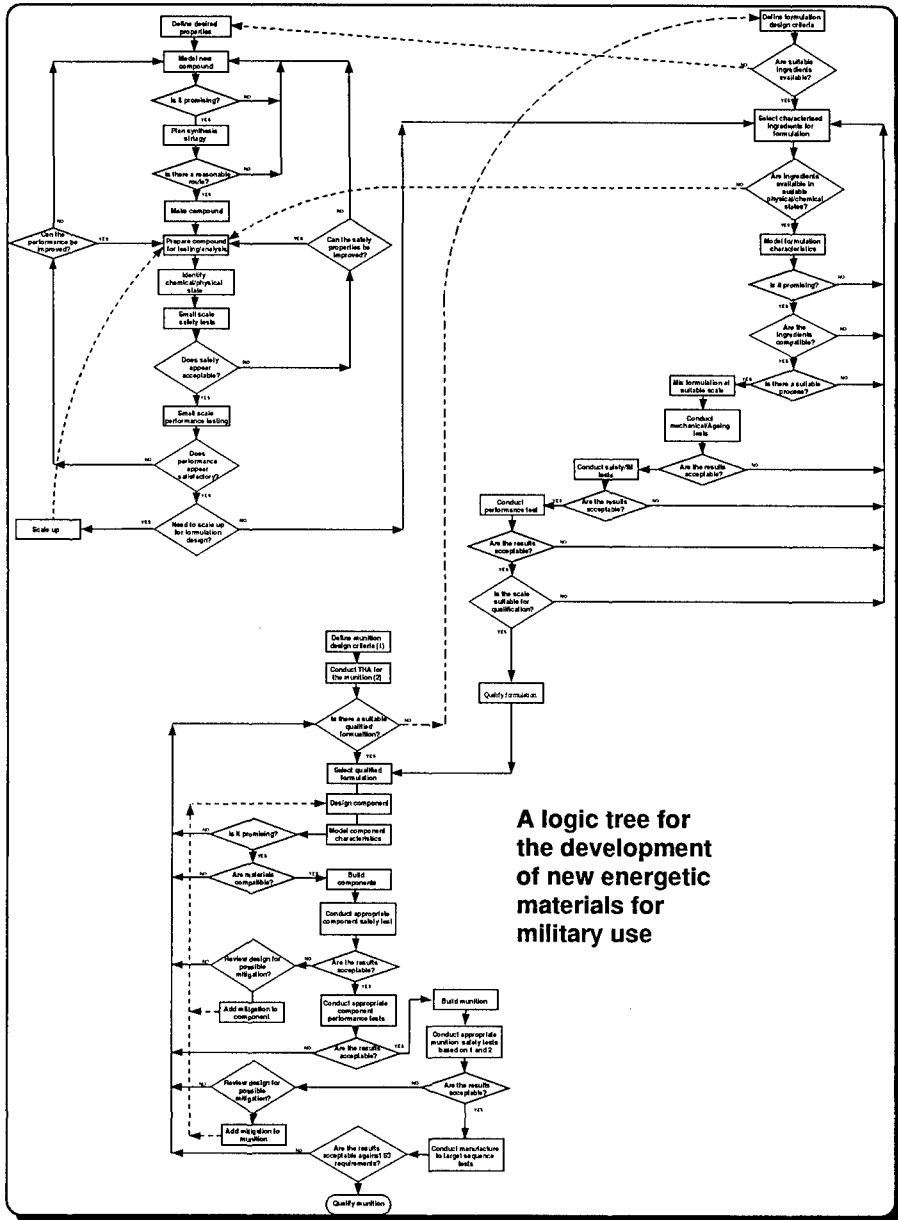 Define desired
properties
Model new
compound
Is it promising?
NO
YES
Plan synthesis
strtagy
Is there a reasonable
route?
NO
YES
Make compound
NO
Can the
performance be
improved?
YES
Prepare compound
for testing/analysis
YES
NO
Can the safely
properties be
improved?
Identify
chemical/physical
state
Small scale
safety tests
Does safely
appear
acceptable?
NO
YES
Small scale
performance testing
Does
performance
appear
satisfactory?
NO
YES
Need to scale up
for formulation
design?
YES
NO
Scale up
Define formulation
design criteria
Are suitable
ingredients
available?
NO
YES
Select characterised
ingredients for
formulation
Are ingredients
available in
suitable
physical/chemical
states?
NO
YES
Model formulation
characteristics
Is it promising?
NO
YES
Are the
ingredients
compatible?
NO
YES
Is there a suitable
process?
YES
NO
Mix formulation at
suitable scale
Conduct
mechanical/Ageing
tests
Are the results
acceptable?
YES
NO
Conduct safety/IM
tests
Are the results
acceptable?
YES
NO
Conduct
performance test
Are the results
acceptable?
NO
YES
Is the scale
suitable for
qualification?
NO
YES
Qualify formulation
Define munition
design criteria (1)
Conduct THA for
the munition (2)
Is there a suitable
qualified
formulation?
NO
YES
Select qualified
formulation
Design component
Model component
characteristics
Is it promising?
NO
YES
Are materials
compatible?
NO
YES
Build
components
Conduct appropriate
component safely test
Are the results
acceptable?
NO
YES
Review design for
possible
mitigation?
NO
Add mitigation to
component
Conduct appropriate
component
performance tests
Are the results
acceptable?
NO
YES
Build munition
Conduct appropriate
munition safely tests
based on 1 and 2
Are the results
acceptable?
NO
YES
Review design for
possible
mitigation?
NO
Add mitigation to
munition
Conduct manufacture
to target sequence
tests
Are the results
acceptable against S3
requirements?
NO
Qualify munition
A logic tree for
the development
of new energetic
materials for
military use